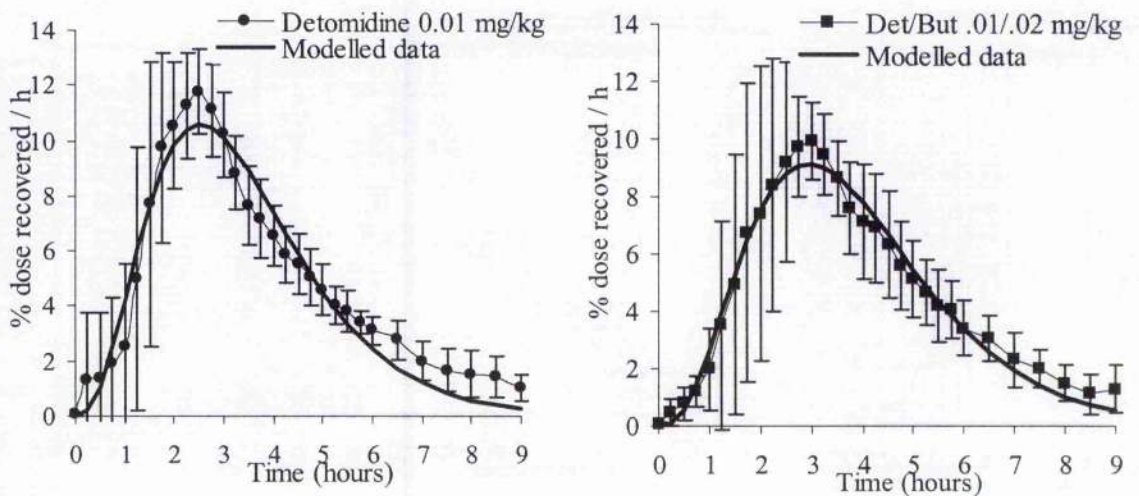 Detomidine 0.01 mg/kg
Modelled data
% dose recovered / h
14
12
10
8
6
4
2
0
0 1 2 3 4 5 6 7 8 9
Time (hours)
Det/But .01/.02 mg/kg
Modelled data
% dose recovered / h
14
12
10
8
6
4
2
0
0 1 2 3 4 5 6 7 8 9
Time (hours)